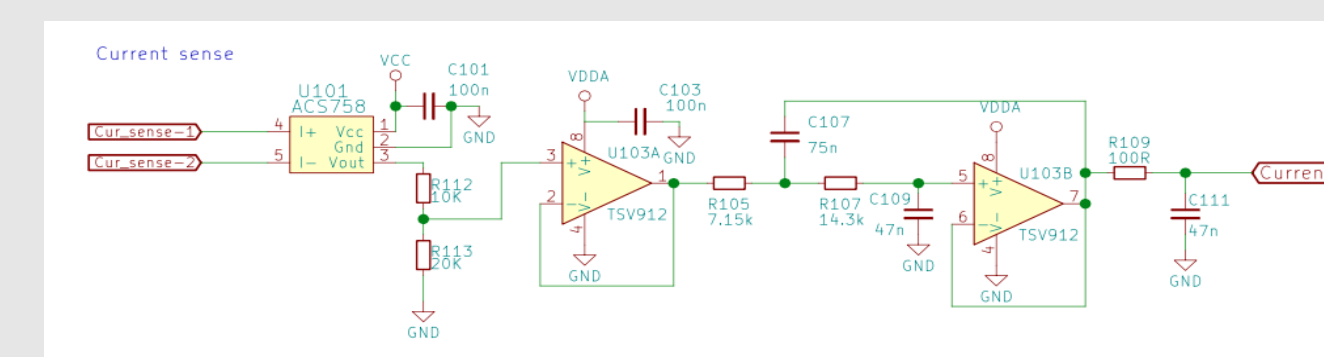 Current sense
VCC
C101
100n
U101
ACS758
GND
Cur_sense-1
4
I+
Vcc
1
Gnd
2
Cur_sense-2
5
I-
Vout
3
R112
10K
R113
20K
GND
VDDA
C103
100n
GND
8
V+
U103A
3
+
1
2
-
V-
TSV912
4
GND
R105
7.15k
C107
75n
R107
14.3k
C109
47n
GND
VDDA
8
V+
U103B
5
+
7
6
-
V-
TSV912
4
GND
R109
100R
C111
47n
GND
Curren